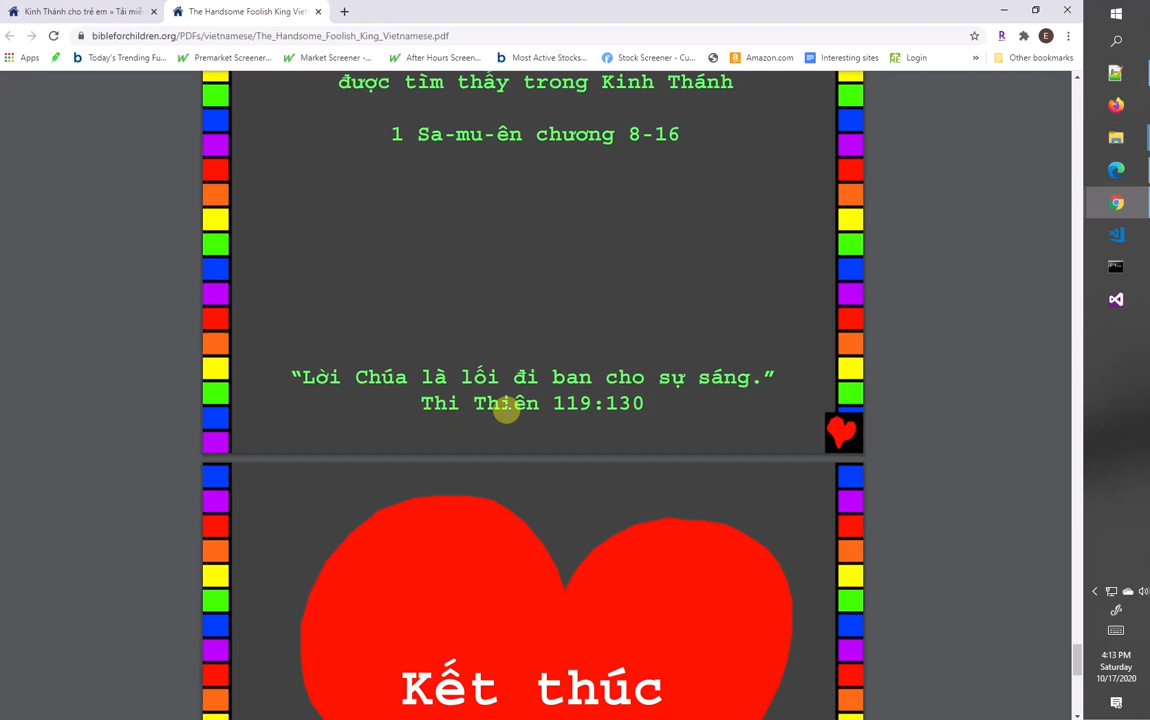 Kinh Thánh cho trẻ em » Tải miễ
The Handsome Foolish King Viet
bibleforchildren.org/PDFs/vietnamese/The_Handsome_Foolish_King_Vietnamese.pdf
R
E
Apps
Today's Trending Fu...
Premarket Screener...
Market Screener -...
After Hours Screen...
Most Active Stocks...
Stock Screener - Cu...
Amazon.com
Interesting sites
Login
»
Other bookmarks
được tìm thấy trong Kinh Thánh
1 Sa-mu-ên chương 8-16
“Lời Chúa là lối đi ban cho sự sáng.”
Thi Thiên 119:130
Kết thúc
4:13 PM
Saturday
10/17/2020